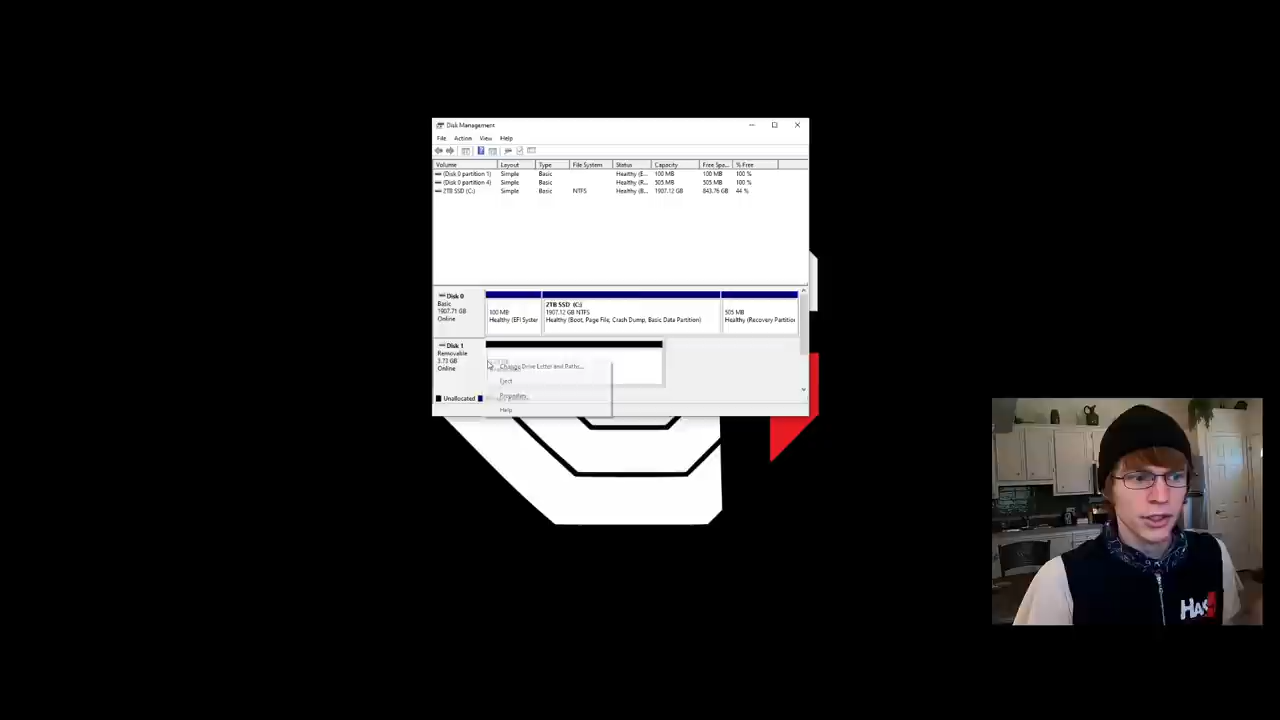 Disk Management
File Action View Help
Volume Layout Type File System Status Capacity Free Spa... % Free
(Disk 0 partition 1) Simple Basic Healthy (E... 100 MB 100 MB 100 %
(Disk 0 partition 4) Simple Basic Healthy (R... 505 MB 505 MB 100 %
2TB SSD (C:) Simple Basic NTFS Healthy (B... 1907.12 GB 843.76 GB 44 %
Disk 0
Basic
1907.71 GB
Online
100 MB
Healthy (EFI Syster
2TB SSD (C:)
1907.12 GB NTFS
Healthy (Boot, Page File, Crash Dump, Basic Data Partition)
505 MB
Healthy (Recovery Partition
Disk 1
Removable
3.73 GB
Online
Change Drive Letter and Paths...
Eject
Properties
Help
Unallocated